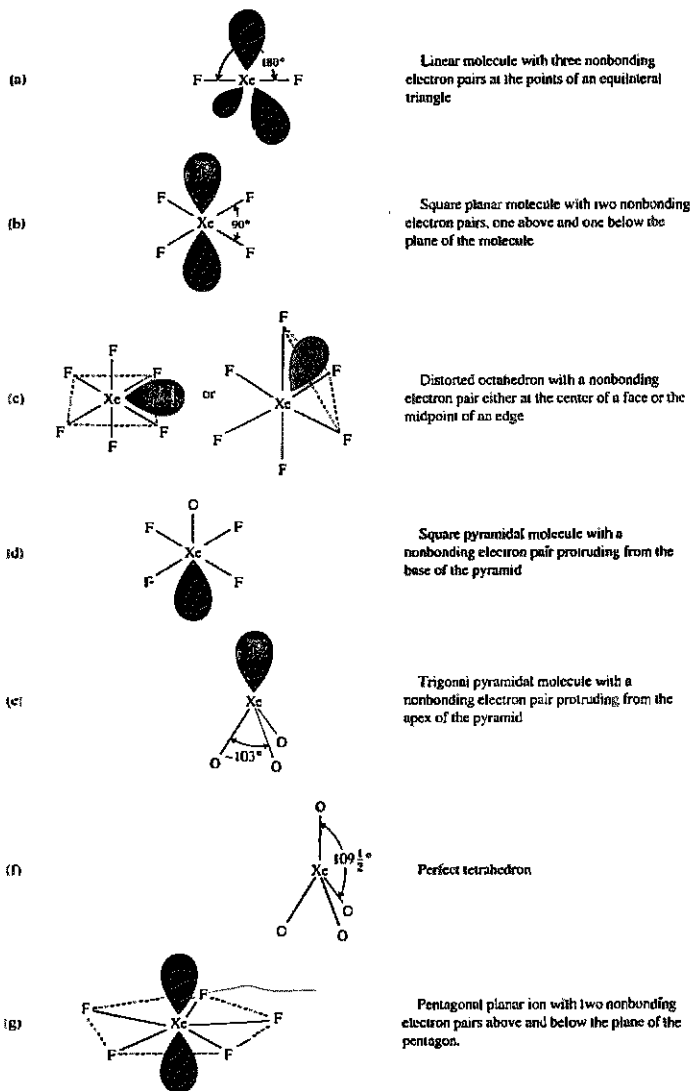 (a)
180°
F Xe F
Linear molecule with three nonbonding
electron pairs at the points of an equilateral
triangle
(b)
F F
Xe
90°
F F
Square planar molecule with two nonbonding
electron pairs, one above and one below the
plane of the molecule
(c)
F
F F
Xe
F F
F
or
F
F F
Xe
F F
F
Distorted octahedron with a nonbonding
electron pair either at the center of a face or the
midpoint of an edge
(d)
O
F F
Xe
F F
Square pyramidal molecule with a
nonbonding electron pair protruding from the
base of the pyramid
(e)
Xe
O
~103°
O O
Trigonal pyramidal molecule with a
nonbonding electron pair protruding from the
apex of the pyramid
(f)
O
109 1/2°
Xe
O
O O
Perfect tetrahedron
(g)
F F
Xe F
F F
Pentagonal planar ion with two nonbonding
electron pairs above and below the plane of the
pentagon.